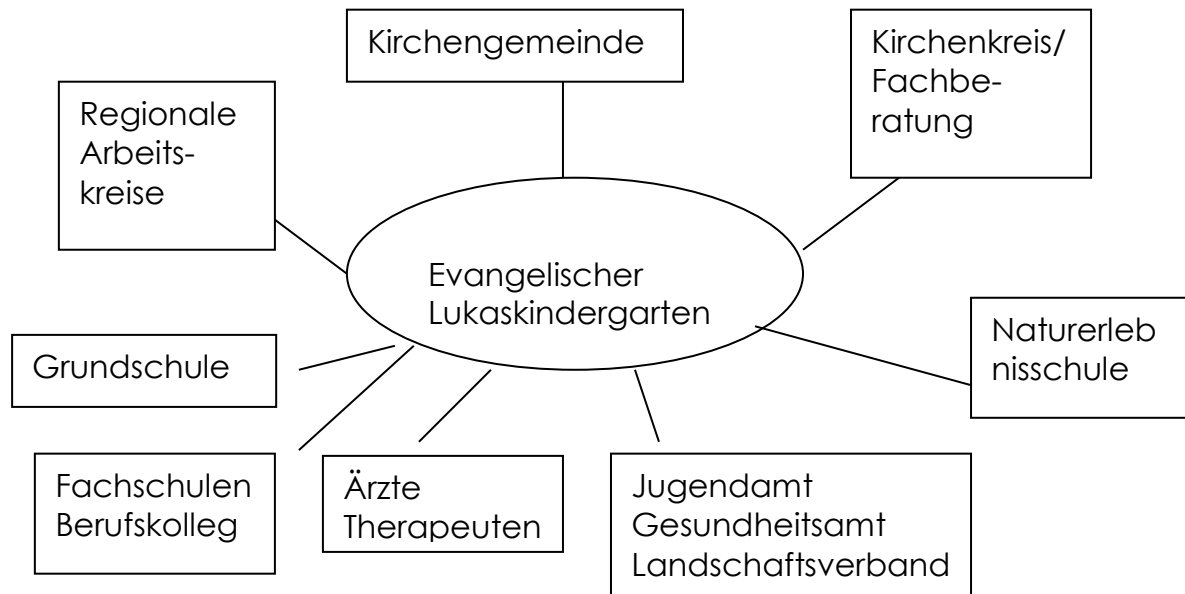 Kirchengemeinde
Kirchenkreis/
Fachbe-
ratung
Regionale
Arbeits-
kreise
Evangelischer
Lukaskindergarten
Naturerleb
nisschule
Grundschule
Fachschulen
Berufskolleg
Ärzte
Therapeuten
Jugendamt
Gesundheitsamt
Landschaftsverband